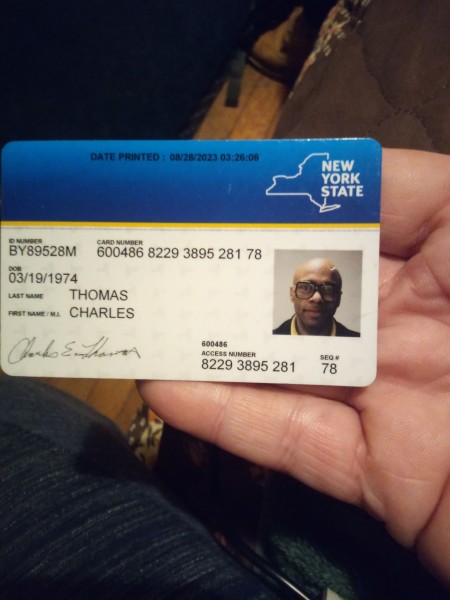 DATE PRINTED : 08/28/2023 03:26:06
NEW
YORK
STATE
ID NUMBER CARD NUMBER
BY89528M 600486 8229 3895 281 78
DOB
03/19/1974
LAST NAME THOMAS
FIRST NAME / M.I. CHARLES
Charles E. Thomas
600486
ACCESS NUMBER SEQ #
8229 3895 281 78